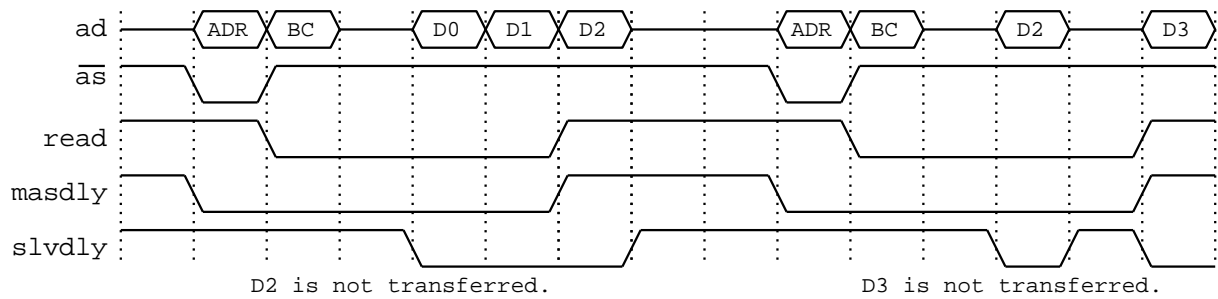 ad ADR BC D0 D1 D2 ADR BC D2 D3
as
read
masdly
slvdly
D2 is not transferred. D3 is not transferred.